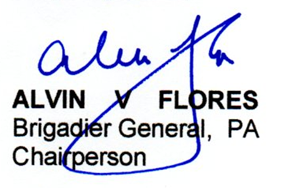 ALVIN V FLORES
Brigadier General, PA
Chairperson